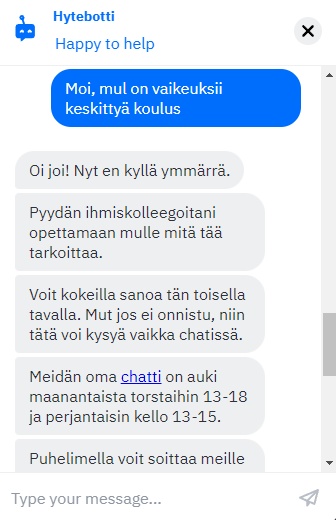 Hytebotti
Happy to help
Moi, mul on vaikeuksii
keskittyä koulus
Oi joi! Nyt en kyllä ymmärrä.
Pyydän ihmiskolleegoitani
opettamaan mulle mitä tää
tarkoittaa.
Voit kokeilla sanoa tän toisella
tavalla. Mut jos ei onnistu, niin
tätä voi kysyä vaikka chatissä.
Meidän oma chatti on auki
maanantaista torstaihin 13-18
ja perjantaisin kello 13-15.
Puhelimella voit soittaa meille
Type your message...